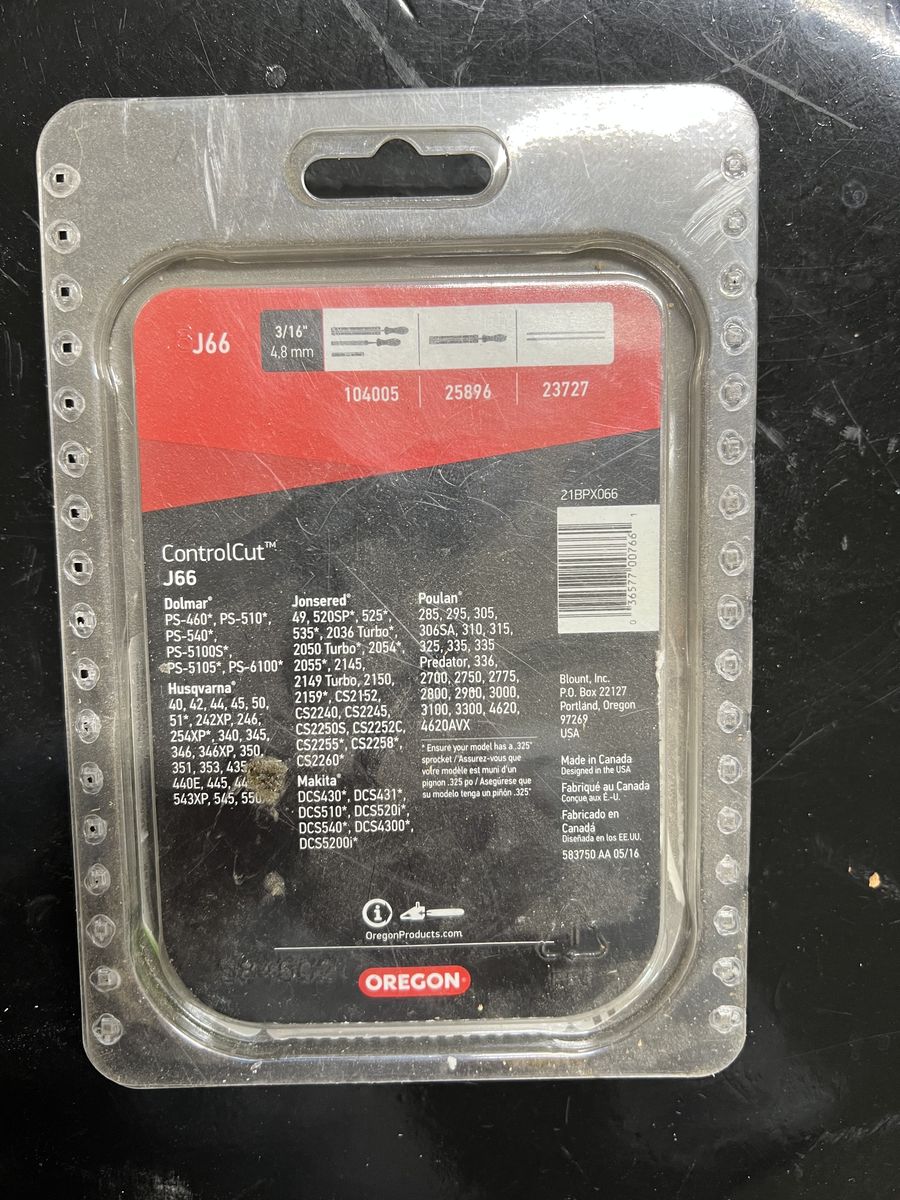 J66
3/16"
4,8 mm
104005
25896
23727
21BPX066
0 36577 00766 1
ControlCut™
J66
Dolmar®
PS-460*, PS-510*,
PS-540*,
PS-5100S*,
PS-5105*, PS-6100*
Husqvarna®
40, 42, 44, 45, 50,
51*, 242XP, 246,
254XP*, 340, 345,
346, 346XP, 350,
351, 353, 435
440E, 445,
543XP, 545,
Jonsered®
49, 520SP*, 525*,
535*, 2036 Turbo*,
2050 Turbo*, 2054*,
2055*, 2145,
2149 Turbo, 2150,
2159*, CS2152,
CS2240, CS2245,
CS2250S, CS2252C,
CS2255*, CS2258*,
CS2260*
Makita®
DCS430*, DCS431*,
DCS510*, DCS520i*,
DCS540*, DCS4300*,
DCS5200i*
Poulan®
285, 295, 305,
306SA, 310, 315,
325, 335, 335
Predator, 336,
2700, 2750, 2775,
2800, 2900, 3000,
3100, 3300, 4620,
4620AVX
* Ensure your model has a .325"
sprocket / Assurez-vous que
votre modèle est muni d'un
pignon .325 po / Asegúrese que
su modelo tenga un piñón .325"
Blount, Inc.
P.O. Box 22127
Portland, Oregon
97269
USA
Made in Canada
Designed in the USA
Fabriqué au Canada
Conçue aux É.-U.
Fabricado en
Canadá
Diseñada en los EE.UU.
583750 AA 05/16
OregonProducts.com
OREGON®